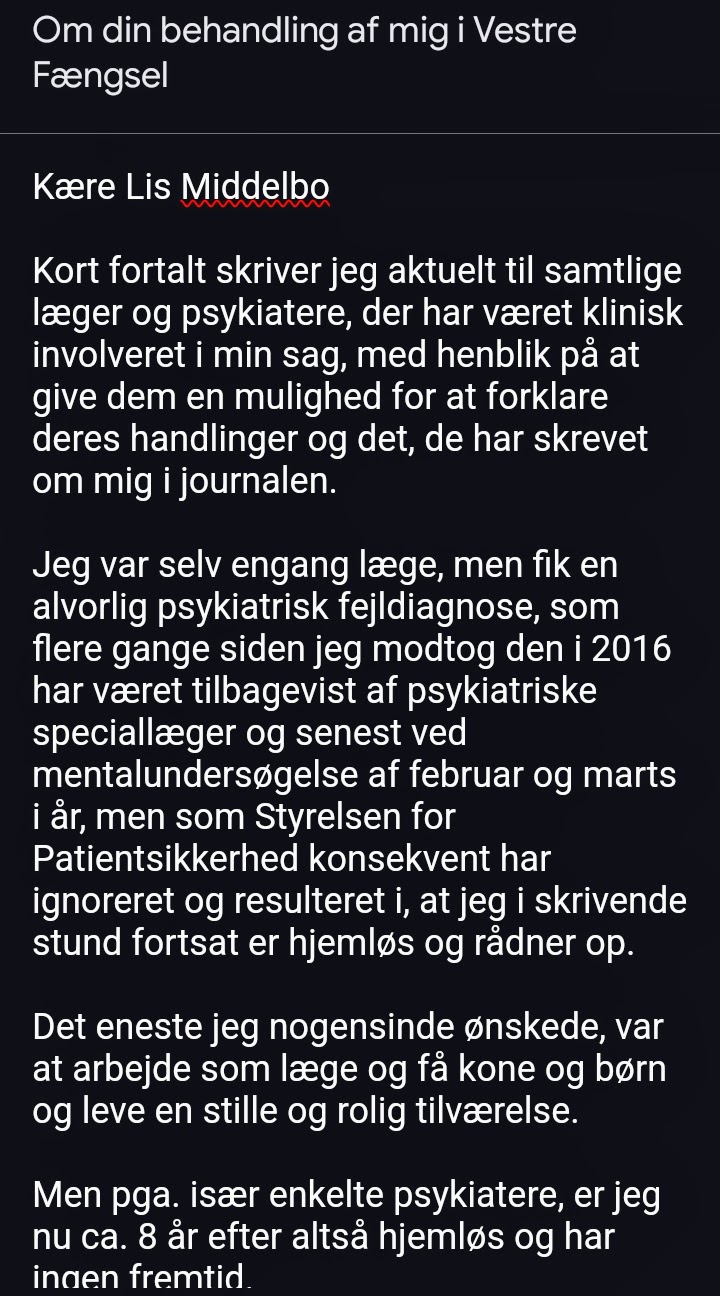 Om din behandling af mig i Vestre
Fængsel
Kære Lis Middelbo
Kort fortalt skriver jeg aktuelt til samtlige
læger og psykiatere, der har været klinisk
involveret i min sag, med henblik på at
give dem en mulighed for at forklare
deres handlinger og det, de har skrevet
om mig i journalen.
Jeg var selv engang læge, men fik en
alvorlig psykiatrisk fejldiagnose, som
flere gange siden jeg modtog den i 2016
har været tilbagevist af psykiatriske
speciallæger og senest ved
mentalundersøgelse af februar og marts
i år, men som Styrelsen for
Patientsikkerhed konsekvent har
ignoreret og resulteret i, at jeg i skrivende
stund fortsat er hjemløs og rådner op.
Det eneste jeg nogensinde ønskede, var
at arbejde som læge og få kone og børn
og leve en stille og rolig tilværelse.
Men pga. især enkelte psykiatere, er jeg
nu ca. 8 år efter altså hjemløs og har
ingen fremtid.